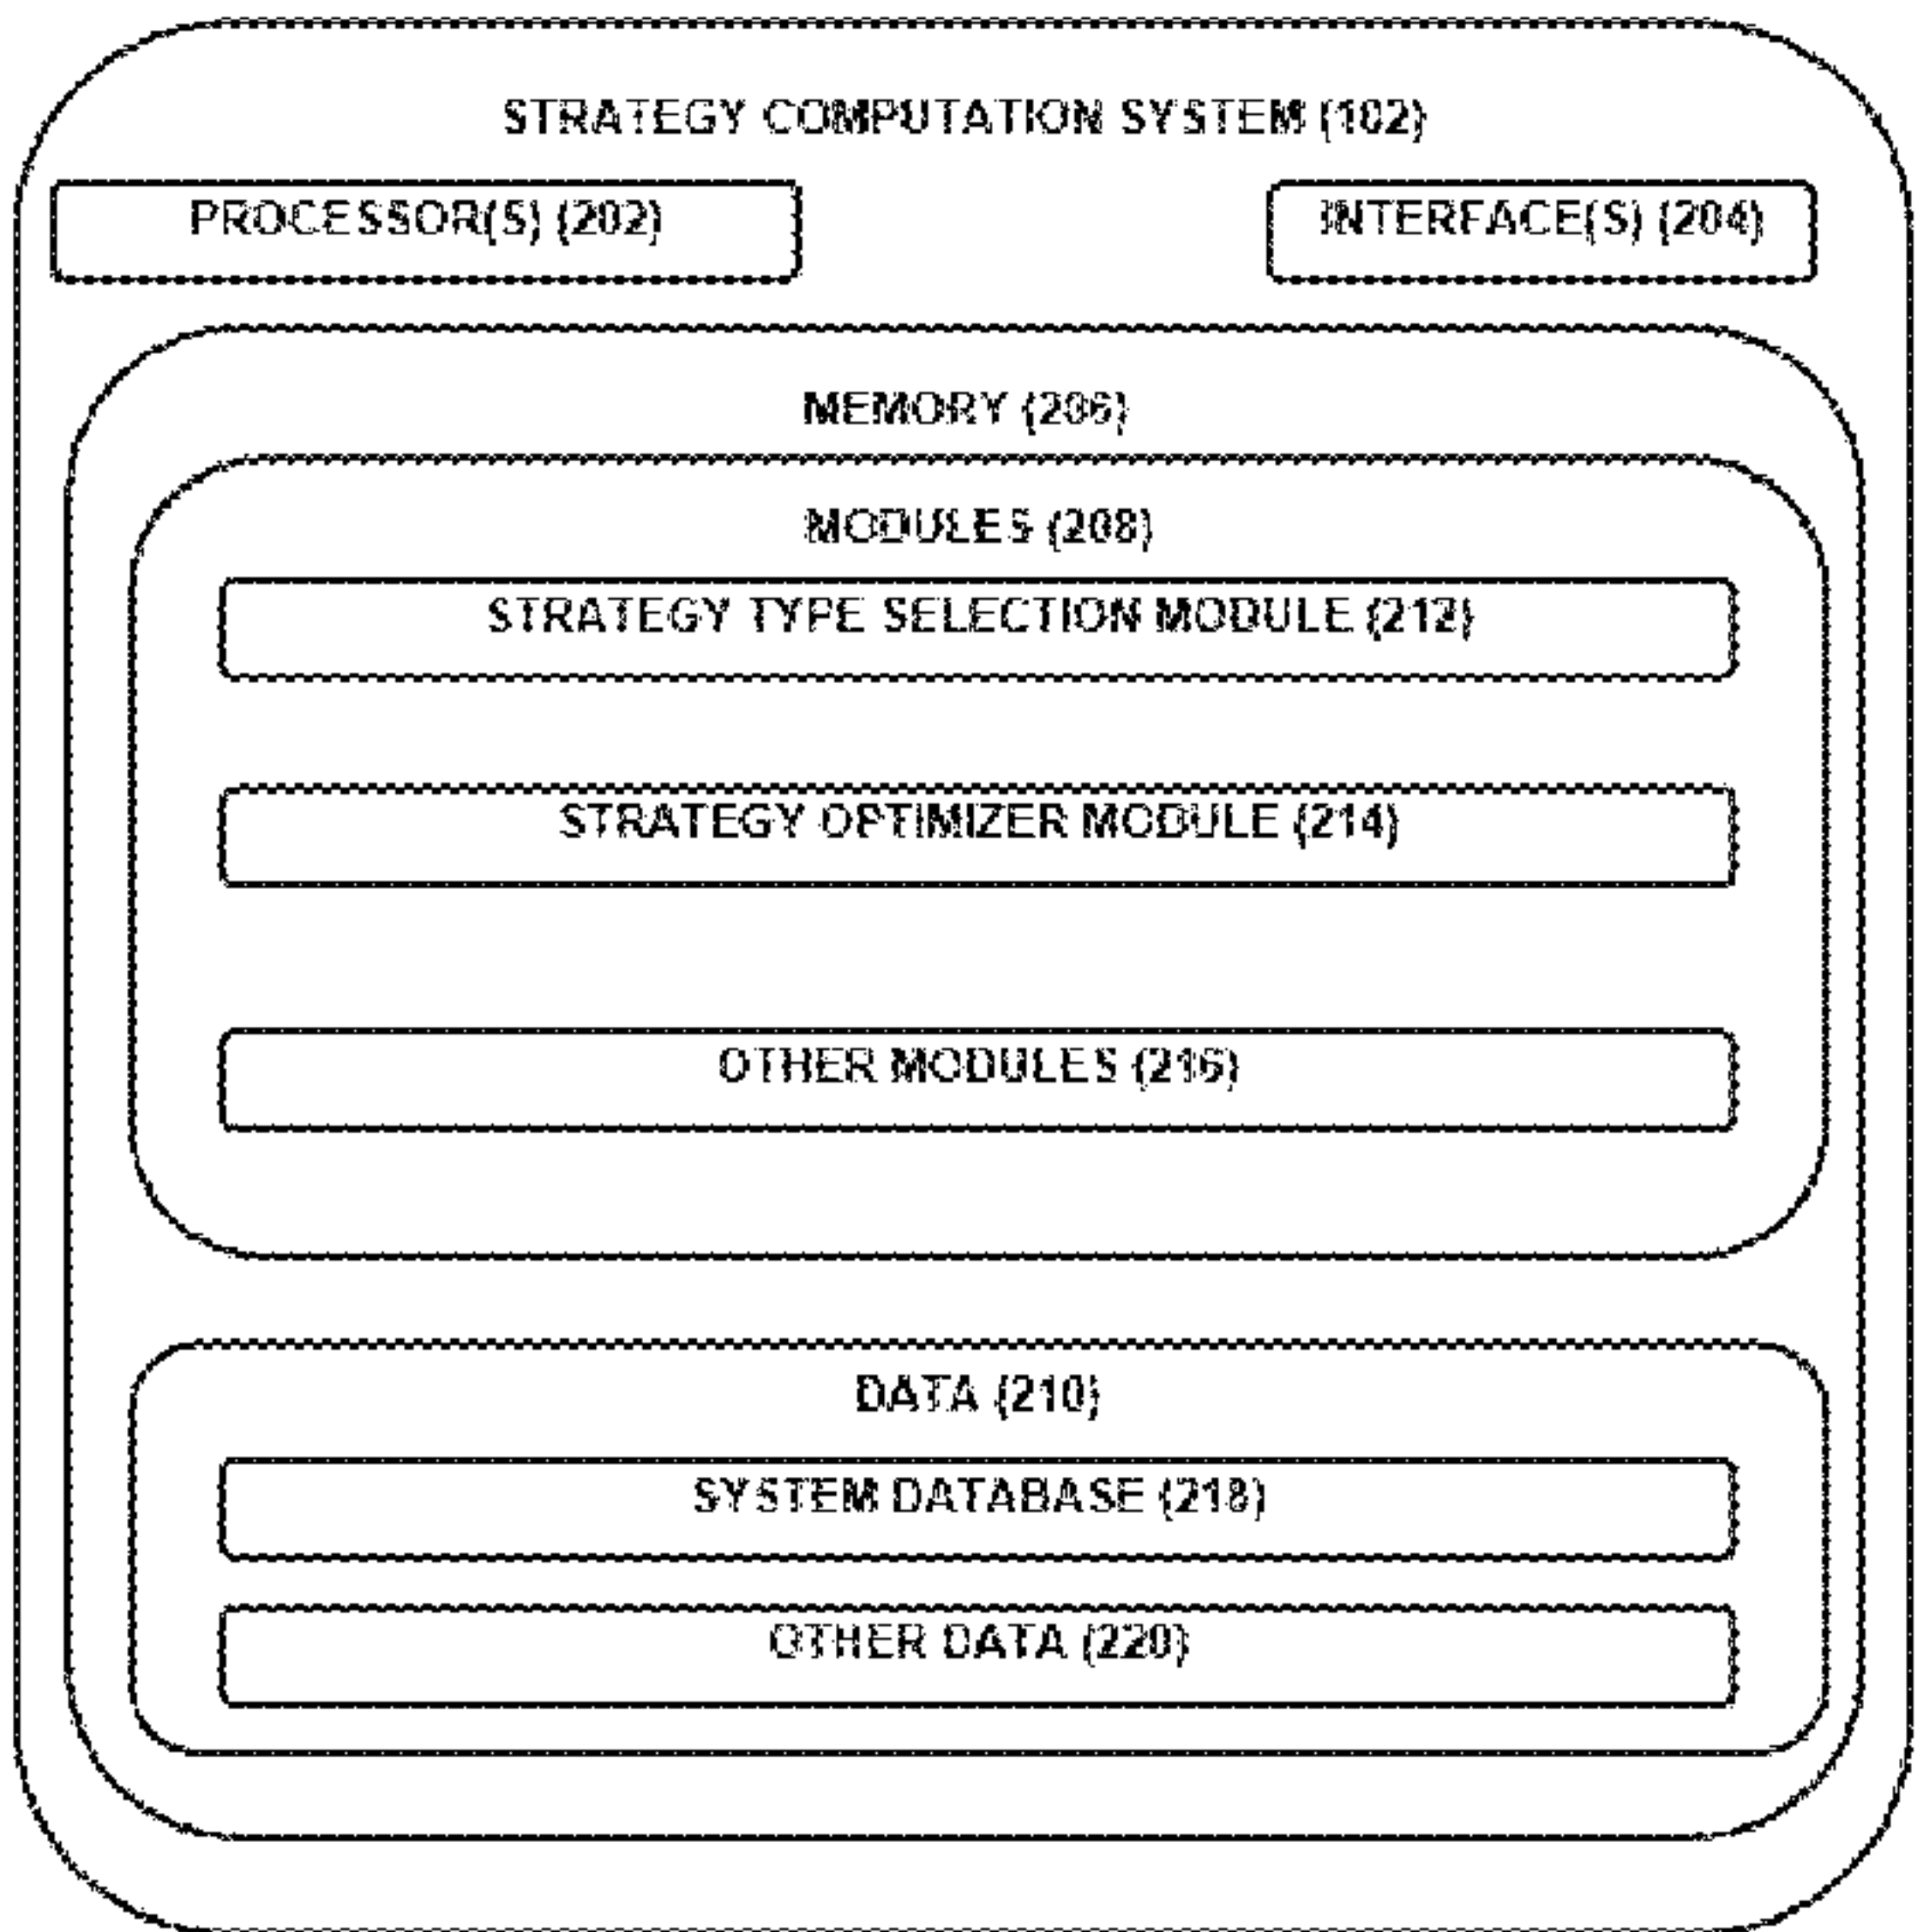 STRATEGY COMPUTATION SYSTEM (102)
PROCESSOR(S) (202)
INTERFACE(S) (204)
MEMORY (206)
MODULES (208)
STRATEGY TYPE SELECTION MODULE (212)
STRATEGY OPTIMIZER MODULE (214)
OTHER MODULES (216)
DATA (210)
SYSTEM DATABASE (218)
OTHER DATA (220)